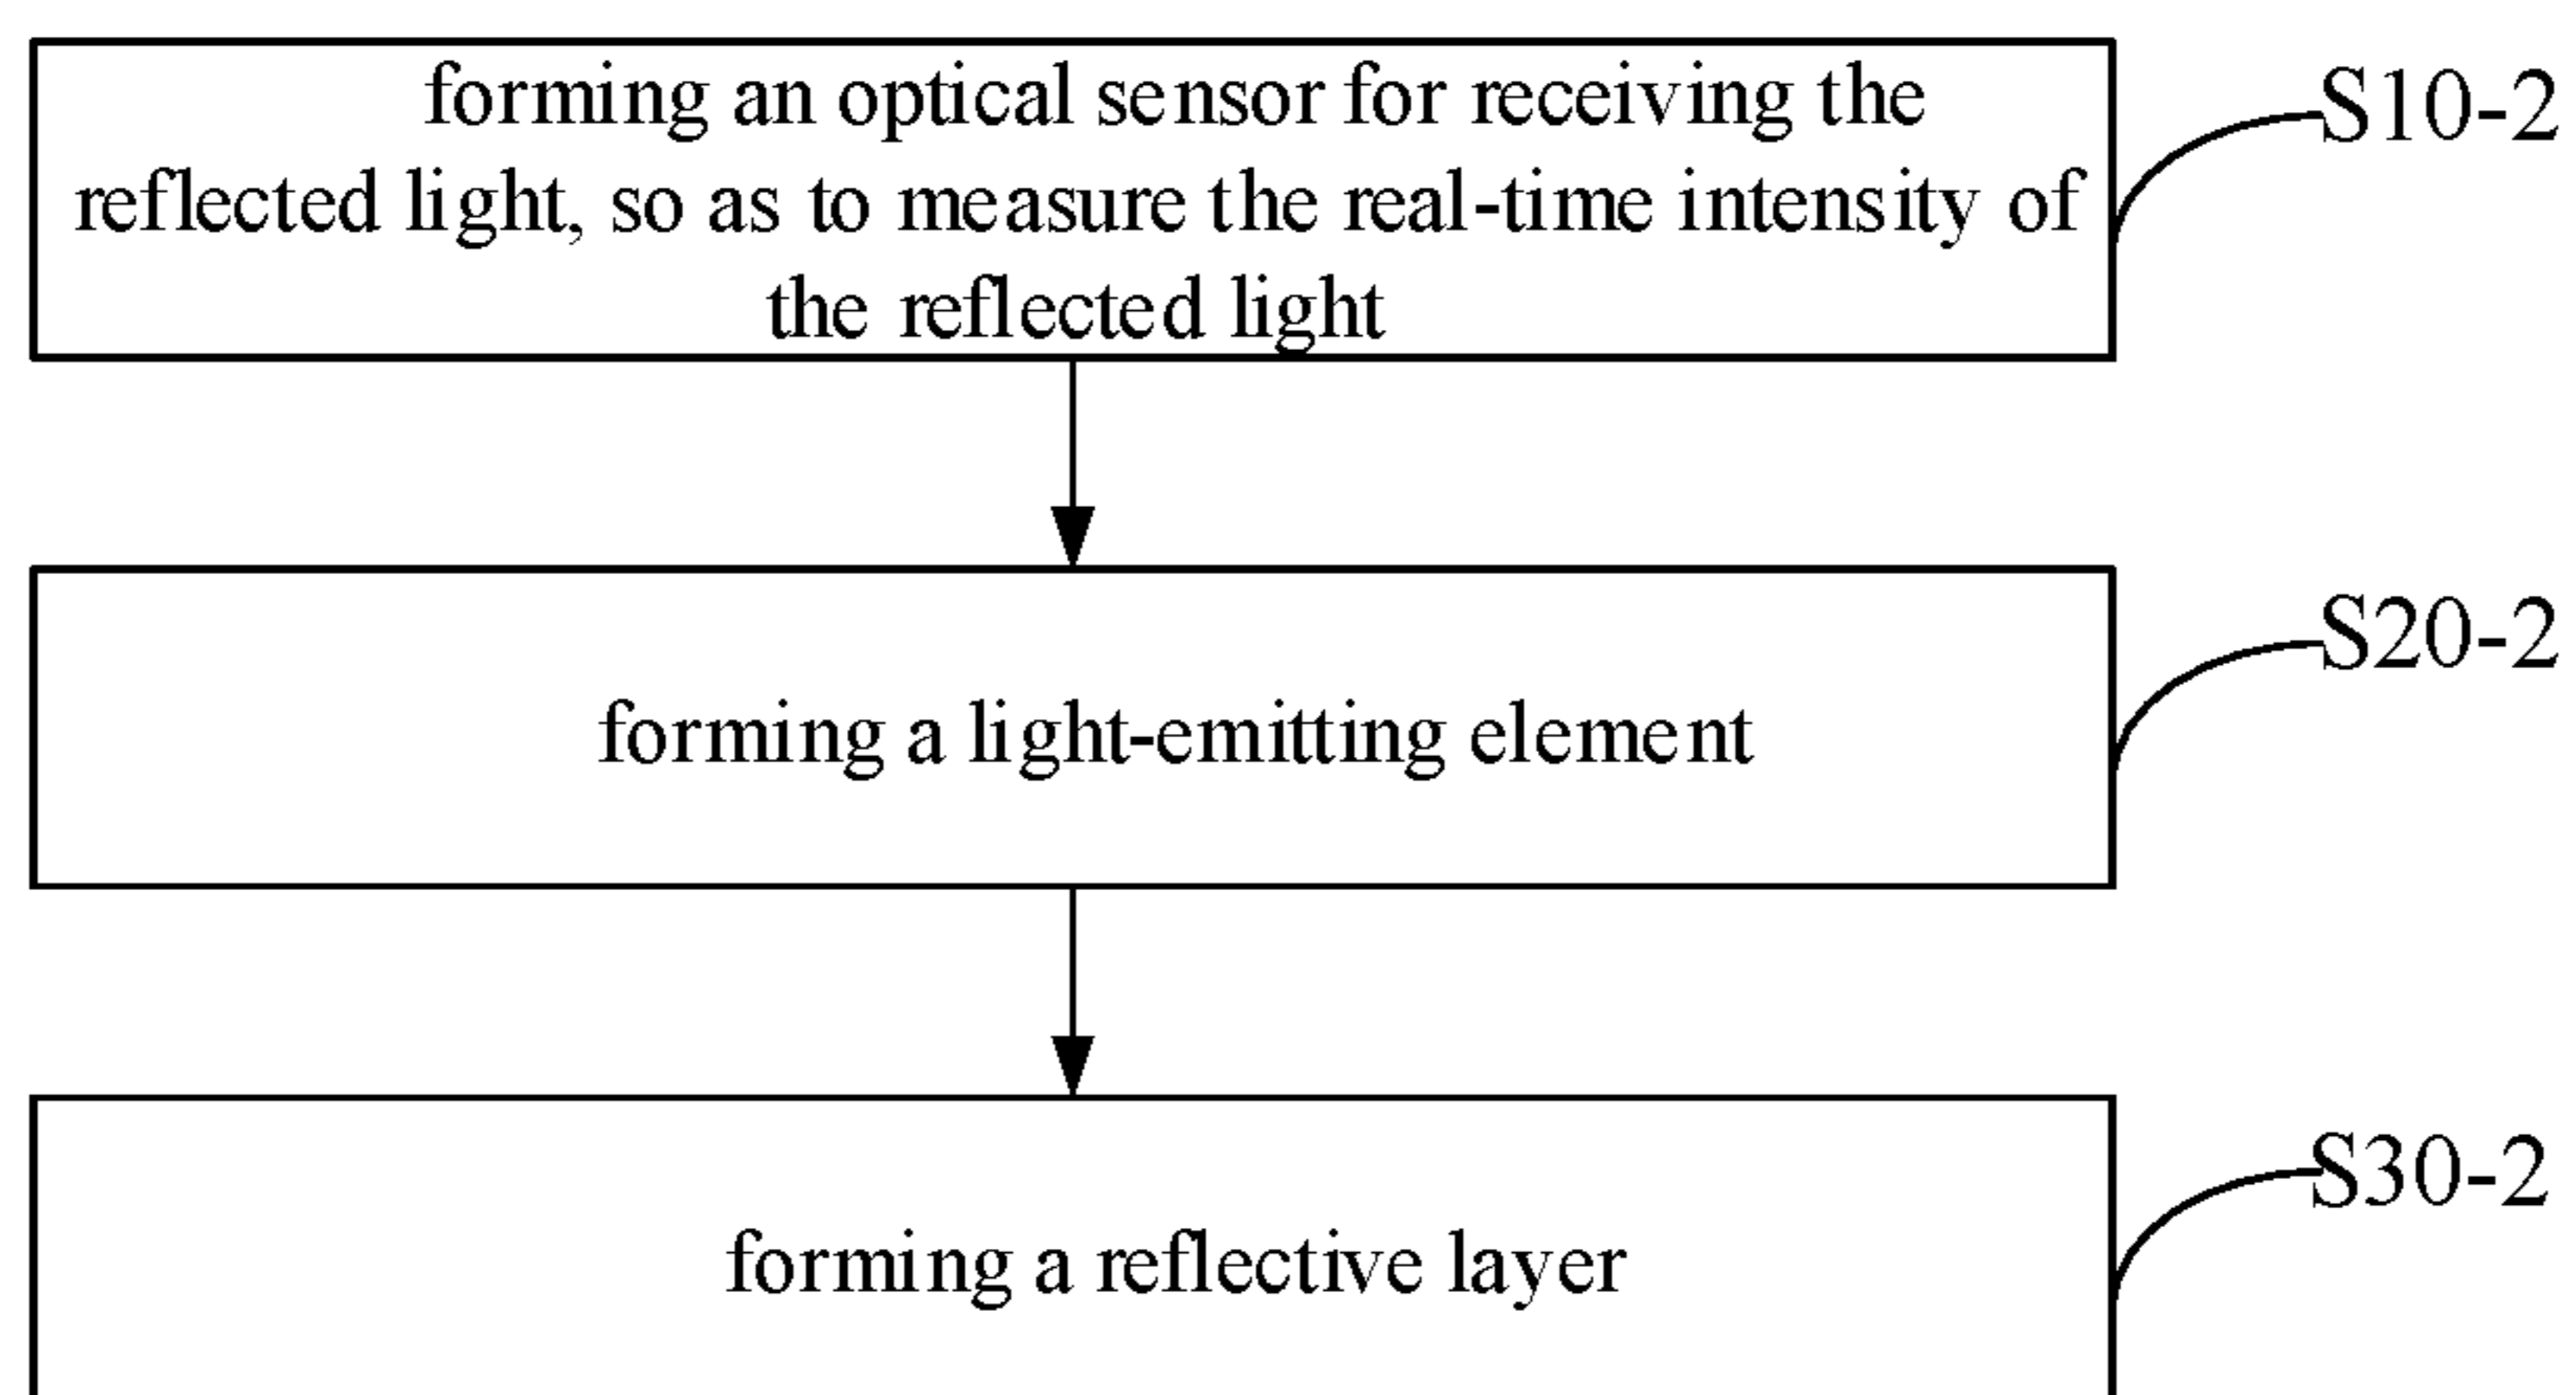 forming an optical sensor for receiving the
reflected light, so as to measure the real-time intensity of
the reflected light
S10-2
forming a light-emitting element
S20-2
forming a reflective layer
S30-2